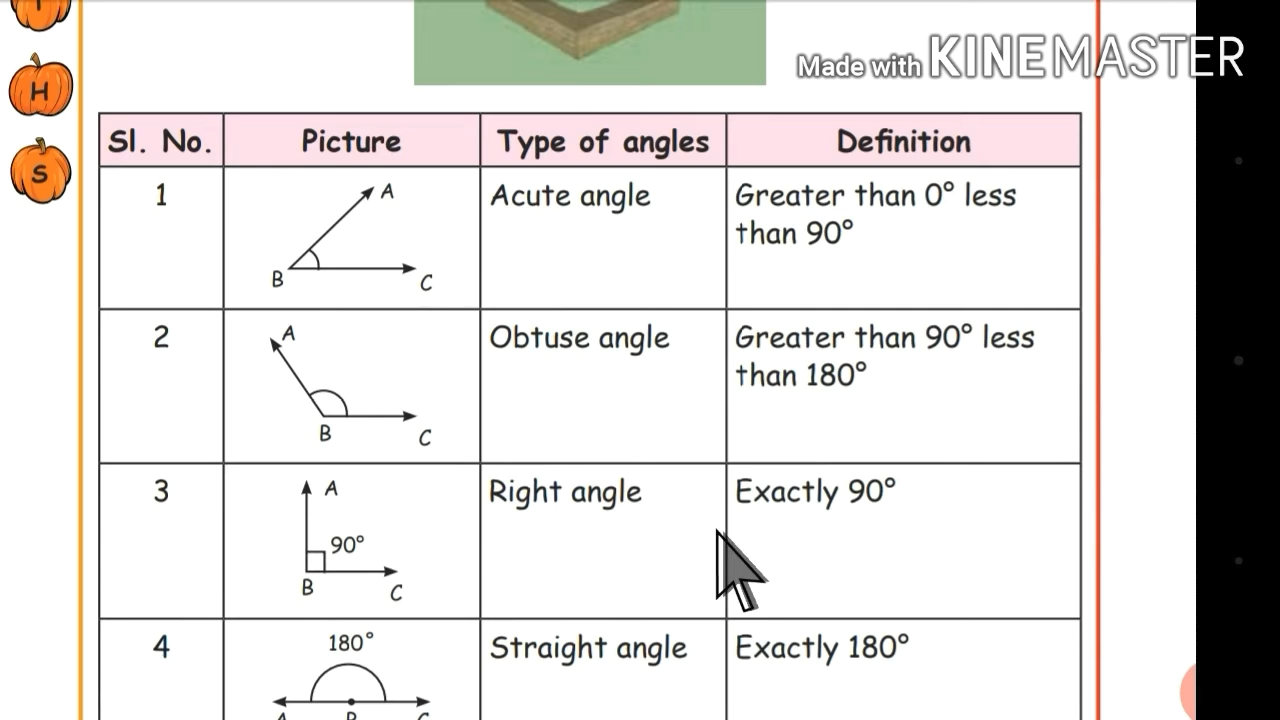 Made with KINEMASTER
H
S
Sl. No. Picture Type of angles Definition
1 A B C Acute angle Greater than 0° less
than 90°
2 A B C Obtuse angle Greater than 90° less
than 180°
3 A 90° B C Right angle Exactly 90°
4 180° Straight angle Exactly 180°